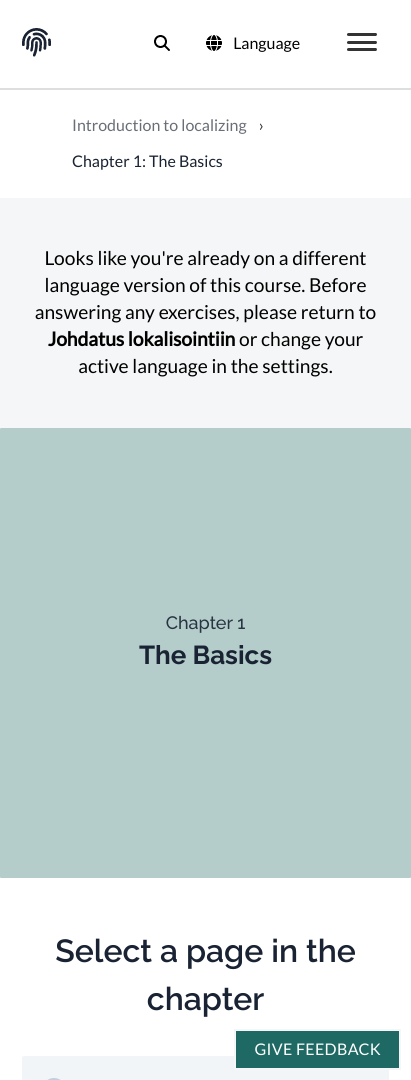 Language
Introduction to localizing ›
Chapter 1: The Basics
Looks like you're already on a different
language version of this course. Before
answering any exercises, please return to
Johdatus lokalisointiin or change your
active language in the settings.
Chapter 1
The Basics
Select a page in the
chapter
GIVE FEEDBACK